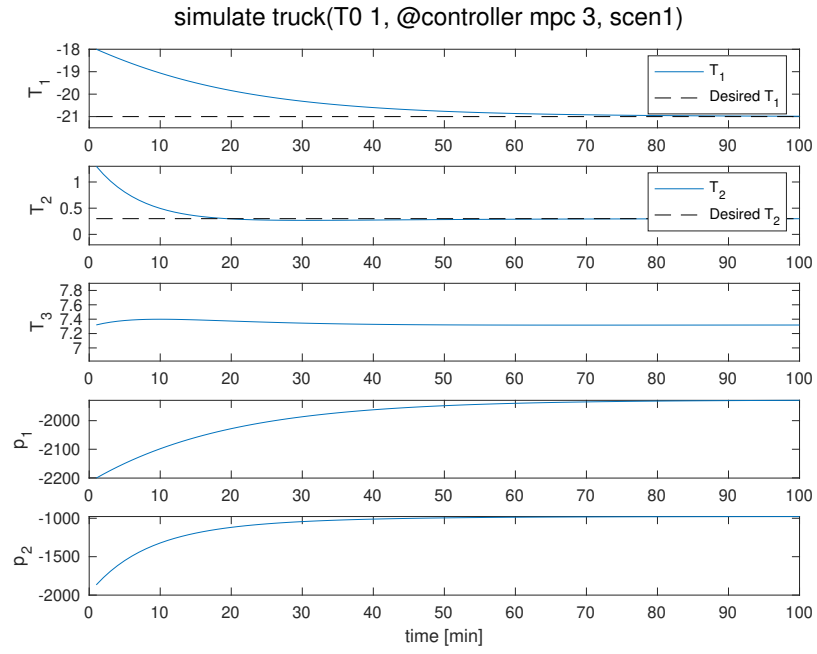 simulate truck(T0 1, @controller mpc 3, scen1)
-18
-19
-20
-21
T1
T1
Desired T1
0 10 20 30 40 50 60 70 80 90 100
1
0.5
0
T2
T2
Desired T2
0 10 20 30 40 50 60 70 80 90 100
7.8
7.6
7.4
7.2
7
T3
0 10 20 30 40 50 60 70 80 90 100
-2000
-2100
-2200
p1
0 10 20 30 40 50 60 70 80 90 100
-1000
-1500
-2000
p2
0 10 20 30 40 50 60 70 80 90 100
time [min]